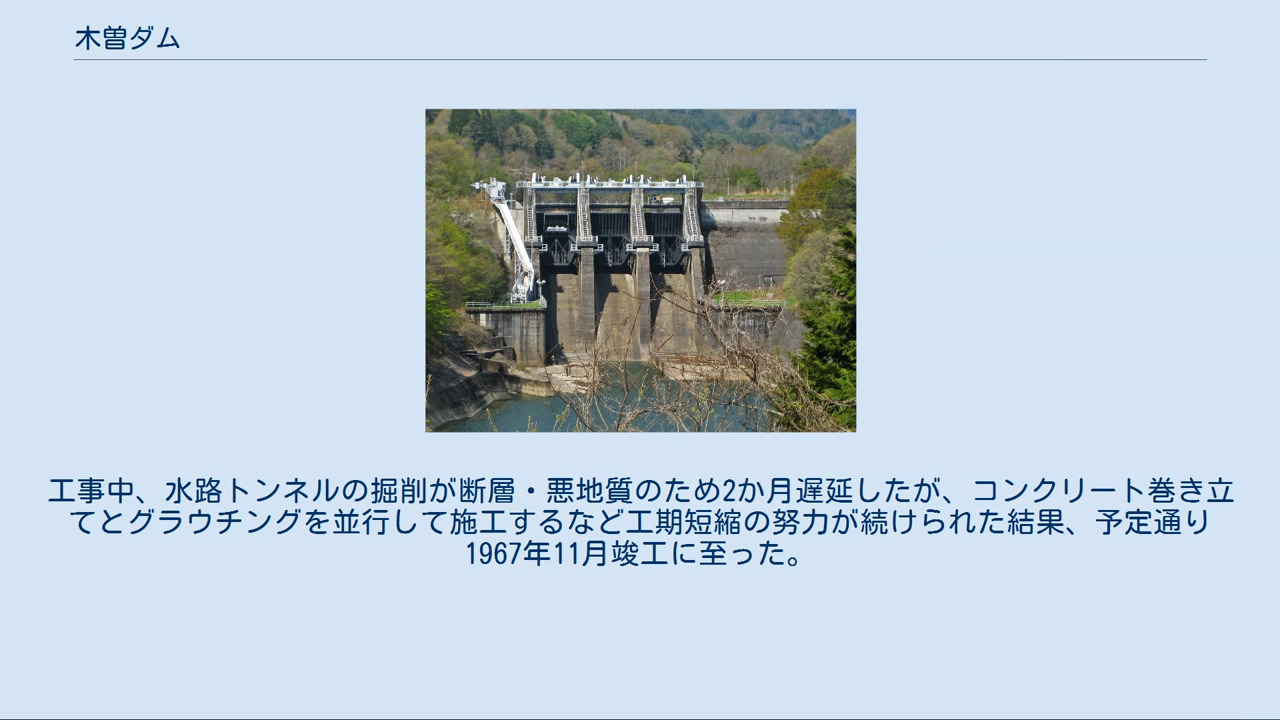 木曽ダム
工事中、水路トンネルの掘削が断層・悪地質のため2か月遅延したが、コンクリート巻き立
てとグラウチングを並行して施工するなど工期短縮の努力が続けられた結果、予定通り
1967年11月竣工に至った。